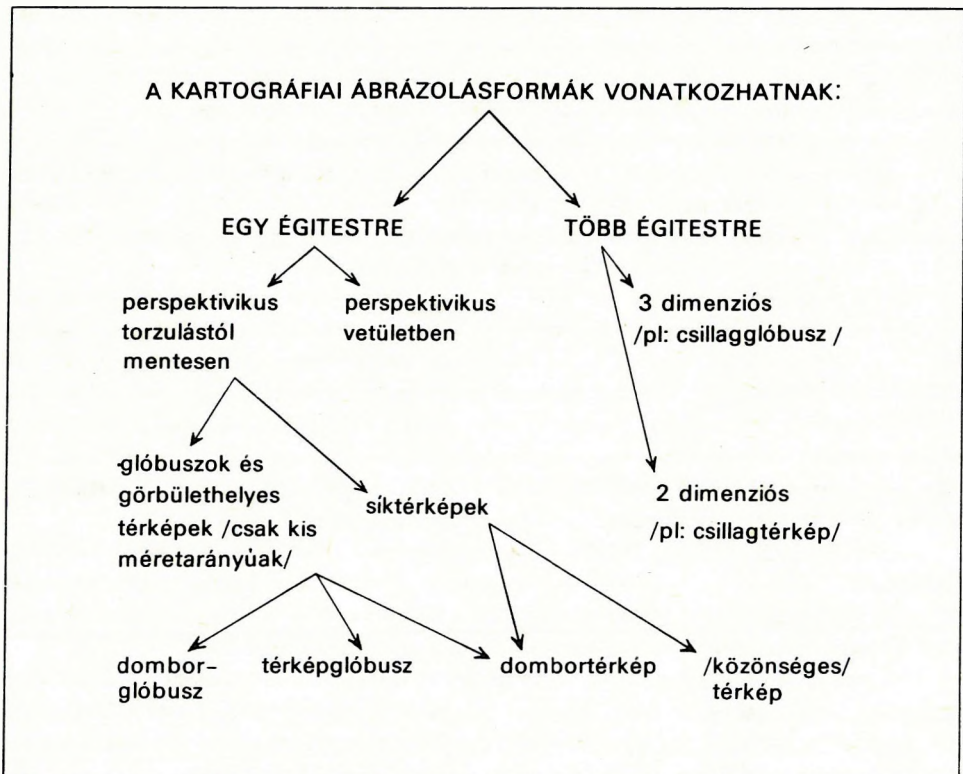 A KARTOGRÁFIAI ÁBRÁZOLÁSFORMÁK VONATKOZHATNAK:
EGY ÉGITESTRE
TÖBB ÉGITESTRE
perspektivikus
torzulástól
mentesen
perspektivikus
vetületben
3 dimenziós
/pl: csillagglóbusz /
glóbuszok és
görbülethelyes
térképek /csak kis
méretarányúak/
síktérképek
2 dimenziós
/pl: csillagtérkép/
dombor-
glóbusz
térképglóbusz
dombortérkép
/közönséges/
térkép